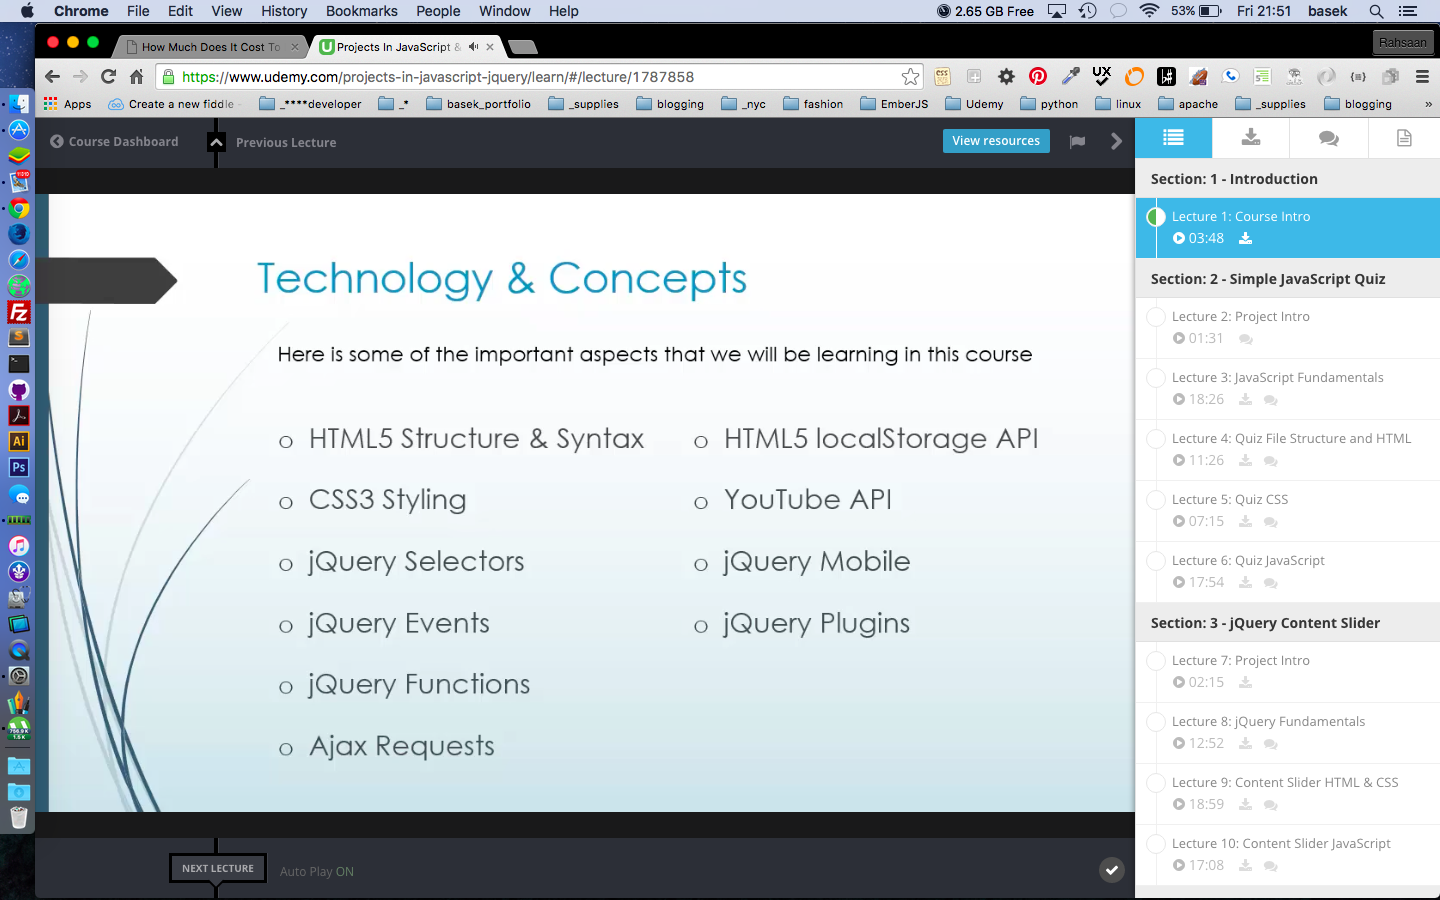 Chrome File Edit View History Bookmarks People Window Help 2.65 GB Free 53% Fri 21:51 basek
How Much Does It Cost To Projects In JavaScript & Rahsaan
https://www.udemy.com/projects-in-javascript-jquery/learn/#/lecture/1787858
Apps Create a new fiddle - _****developer _* basek_portfolio _supplies blogging _nyc fashion EmberJS Udemy python linux apache _supplies blogging »
Course Dashboard Previous Lecture View resources
Technology & Concepts
Here is some of the important aspects that we will be learning in this course
HTML5 Structure & Syntax
CSS3 Styling
jQuery Selectors
jQuery Events
jQuery Functions
Ajax Requests
HTML5 localStorage API
YouTube API
jQuery Mobile
jQuery Plugins
NEXT LECTURE Auto Play ON
Section: 1 - Introduction
Lecture 1: Course Intro
03:48
Section: 2 - Simple JavaScript Quiz
Lecture 2: Project Intro
01:31
Lecture 3: JavaScript Fundamentals
18:26
Lecture 4: Quiz File Structure and HTML
11:26
Lecture 5: Quiz CSS
07:15
Lecture 6: Quiz JavaScript
17:54
Section: 3 - jQuery Content Slider
Lecture 7: Project Intro
02:15
Lecture 8: jQuery Fundamentals
12:52
Lecture 9: Content Slider HTML & CSS
18:59
Lecture 10: Content Slider JavaScript
17:08